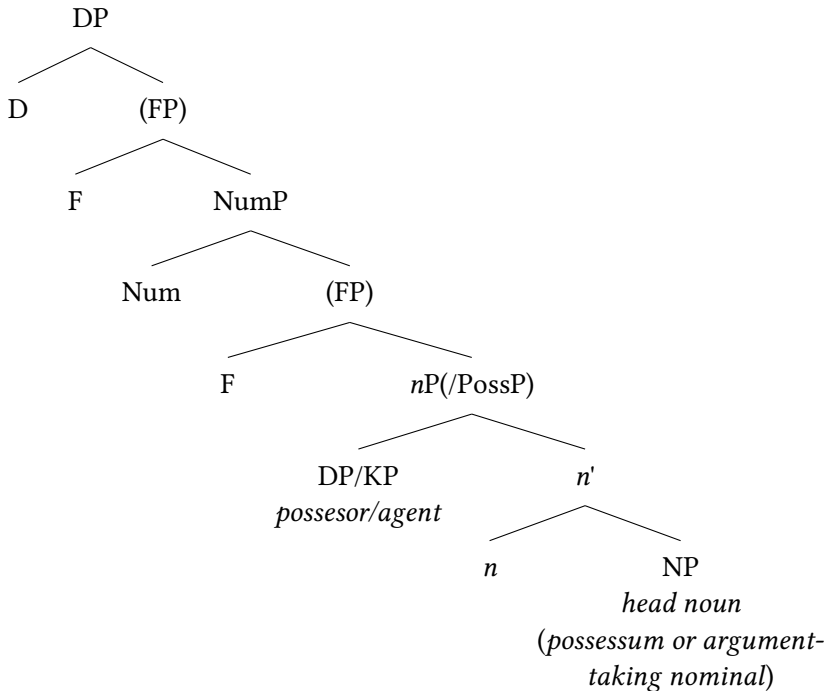 DP
D (FP)
F NumP
Num (FP)
F nP(/PossP)
DP/KP n'
possesor/agent
n NP
head noun
(possessum or argument-
taking nominal)